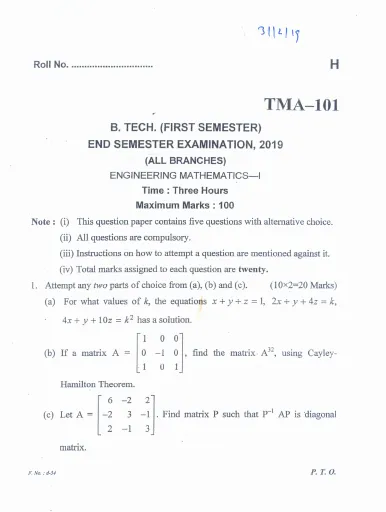 Roll No. ................................ H
TMA–101
B. TECH. (FIRST SEMESTER)
END SEMESTER EXAMINATION, 2019
(ALL BRANCHES)
ENGINEERING MATHEMATICS—I
Time : Three Hours
Maximum Marks : 100
Note : (i) This question paper contains five questions with alternative choice.
(ii) All questions are compulsory.
(iii) Instructions on how to attempt a question are mentioned against it.
(iv) Total marks assigned to each question are twenty.
1. Attempt any two parts of choice from (a), (b) and (c). (10×2=20 Marks)
(a) For what values of k, the equations x + y + z = 1, 2x + y + 4z = k,
4x + y + 10z = k² has a solution.
1 0 0
(b) If a matrix A = 0 –1 0 , find the matrix A³², using Cayley-
1 0 1
Hamilton Theorem.
6 –2 2
(c) Let A = –2 3 –1 . Find matrix P such that P⁻¹ AP is diagonal
2 –1 3
matrix.
F. No. : d-54 P. T. O.